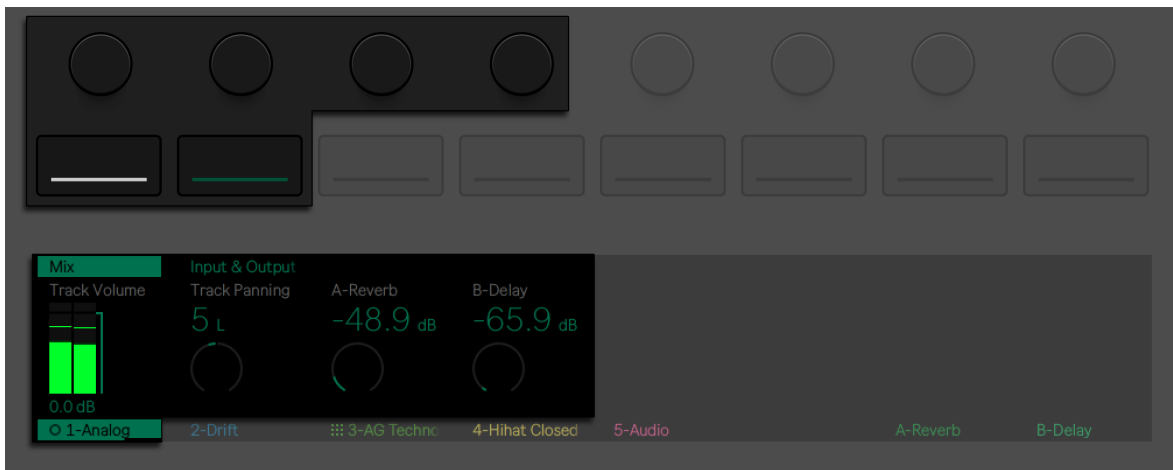 Mix Input & Output
Track Volume Track Panning A-Reverb B-Delay
5 L -48.9 dB -65.9 dB
0.0 dB
1-Analog 2-Drift 3-AG Techno 4-Hihat Closed 5-Audio A-Reverb B-Delay